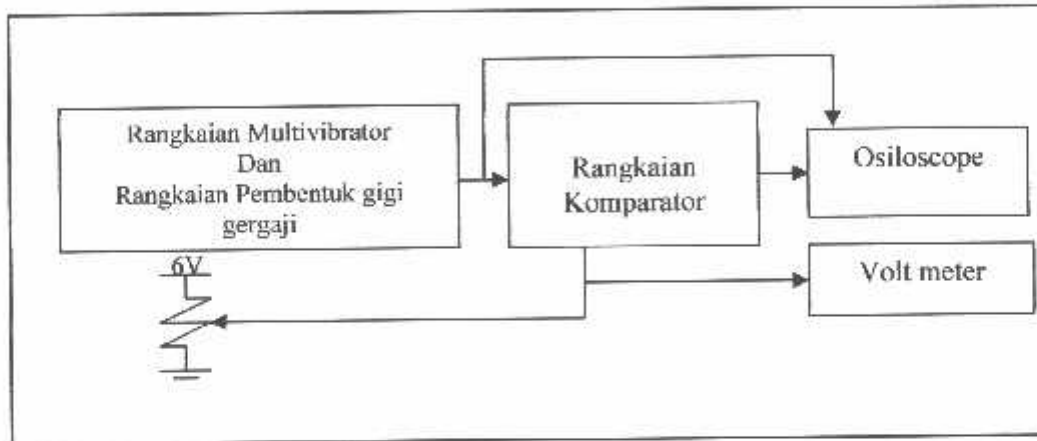 Rangkaian Multivibrator
Dan
Rangkaian Pembentuk gigi
gergaji
Rangkaian
Komparator
Osiloscope
Volt meter
6V